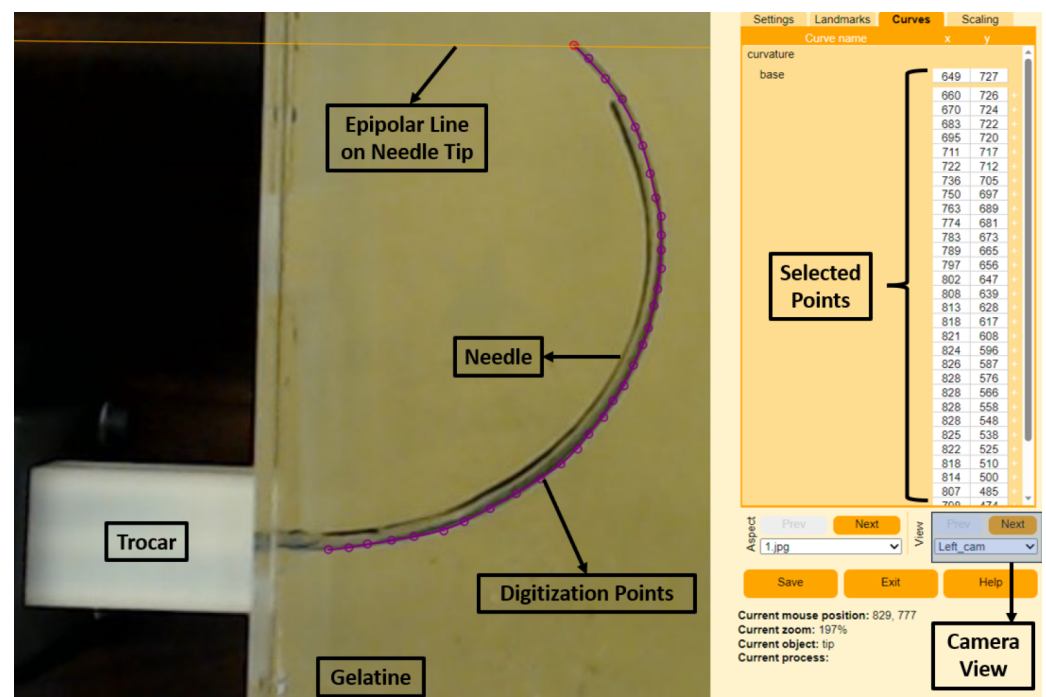 Settings Landmarks Curves Scaling
Curve name x y
curvature
base 649 727
660 726
670 724
683 722
695 720
711 717
722 712
736 705
750 697
763 689
774 681
783 673
789 665
797 656
802 647
808 639
813 628
818 617
821 608
824 596
826 587
828 576
828 566
828 558
828 548
825 538
822 525
818 510
814 500
807 485
798 474
Epipolar Line
on Needle Tip
Selected
Points
Needle
Trocar
Digitization Points
Gelatine
Aspect
Prev Next
1.jpg
View
Prev Next
Left_cam
Save Exit Help
Current mouse position: 829, 777
Current zoom: 197%
Current object: tip
Current process:
Camera
View